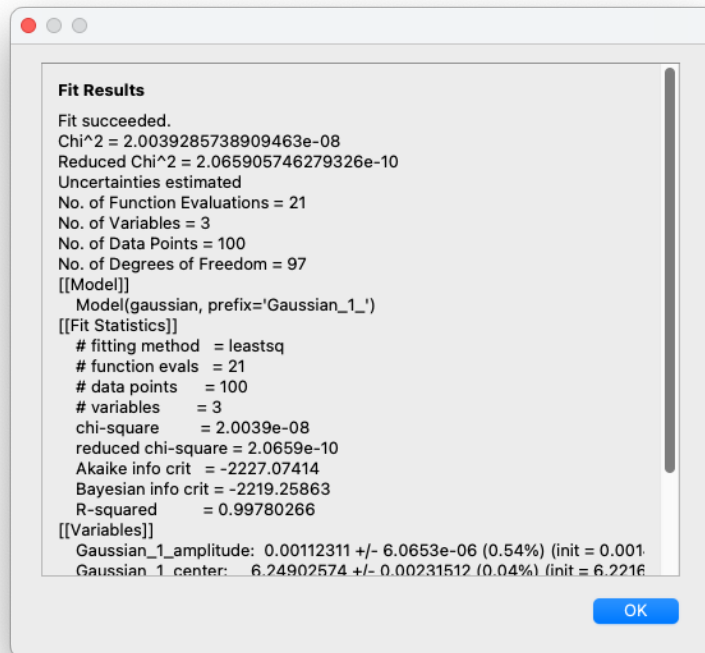 Fit Results
Fit succeeded.
Chi^2 = 2.0039285738909463e-08
Reduced Chi^2 = 2.065905746279326e-10
Uncertainties estimated
No. of Function Evaluations = 21
No. of Variables = 3
No. of Data Points = 100
No. of Degrees of Freedom = 97
[[Model]]
Model(gaussian, prefix='Gaussian_1_')
[[Fit Statistics]]
# fitting method = leastsq
# function evals = 21
# data points = 100
# variables = 3
chi-square = 2.0039e-08
reduced chi-square = 2.0659e-10
Akaike info crit = -2227.07414
Bayesian info crit = -2219.25863
R-squared = 0.99780266
[[Variables]]
Gaussian_1_amplitude: 0.00112311 +/- 6.0653e-06 (0.54%) (init = 0.001
Gaussian_1_center: 6.24902574 +/- 0.00231512 (0.04%) (init = 6.2216
OK